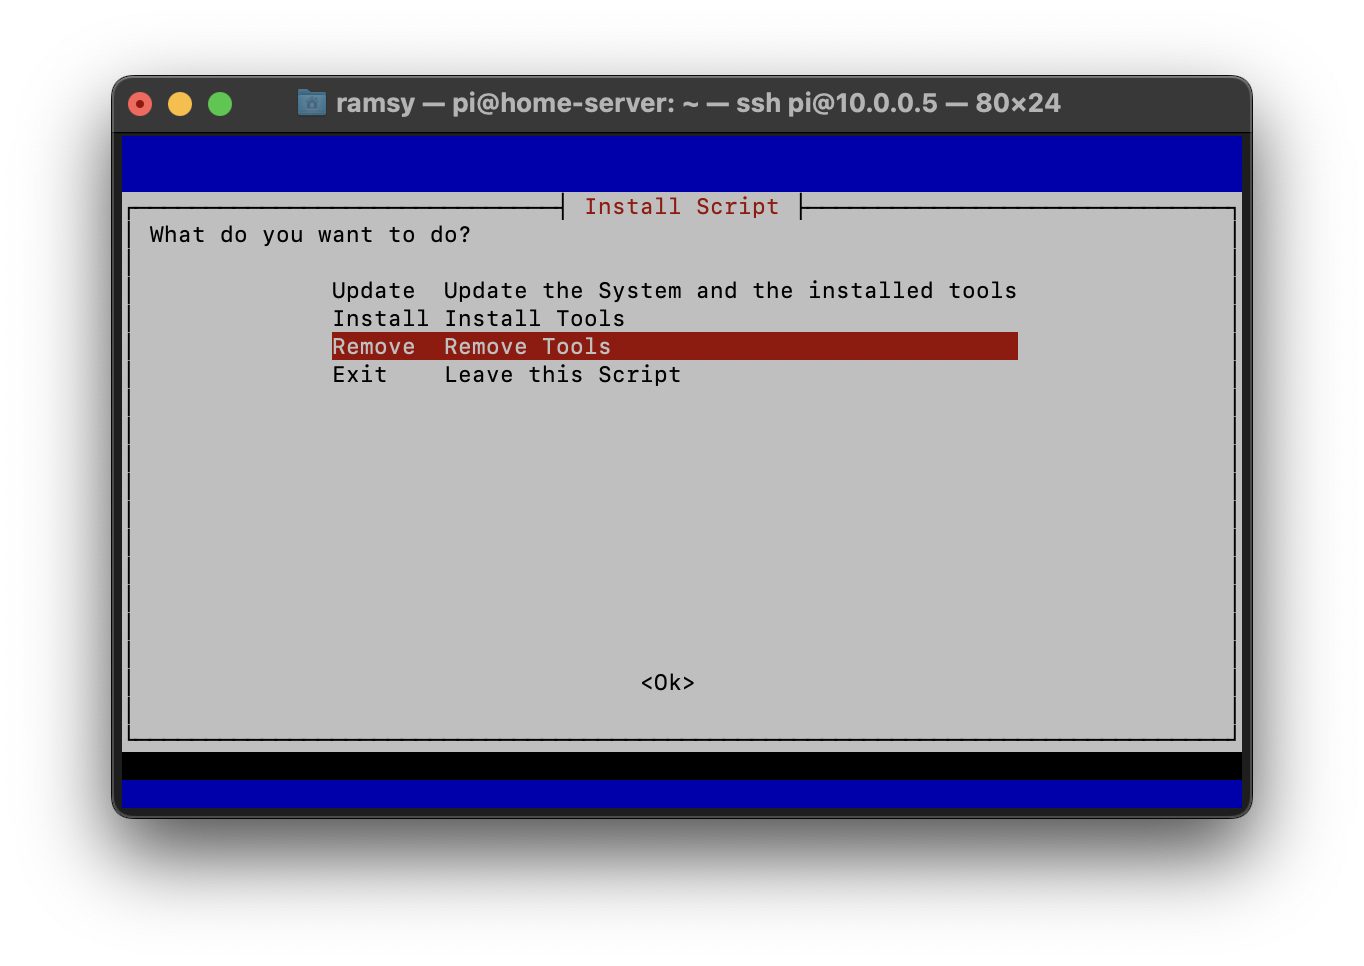 ramsy — pi@home-server: ~ — ssh pi@10.0.0.5 — 80×24
Install Script
What do you want to do?
Update  Update the System and the installed tools
Install Install Tools
Remove  Remove Tools
Exit    Leave this Script
<Ok>